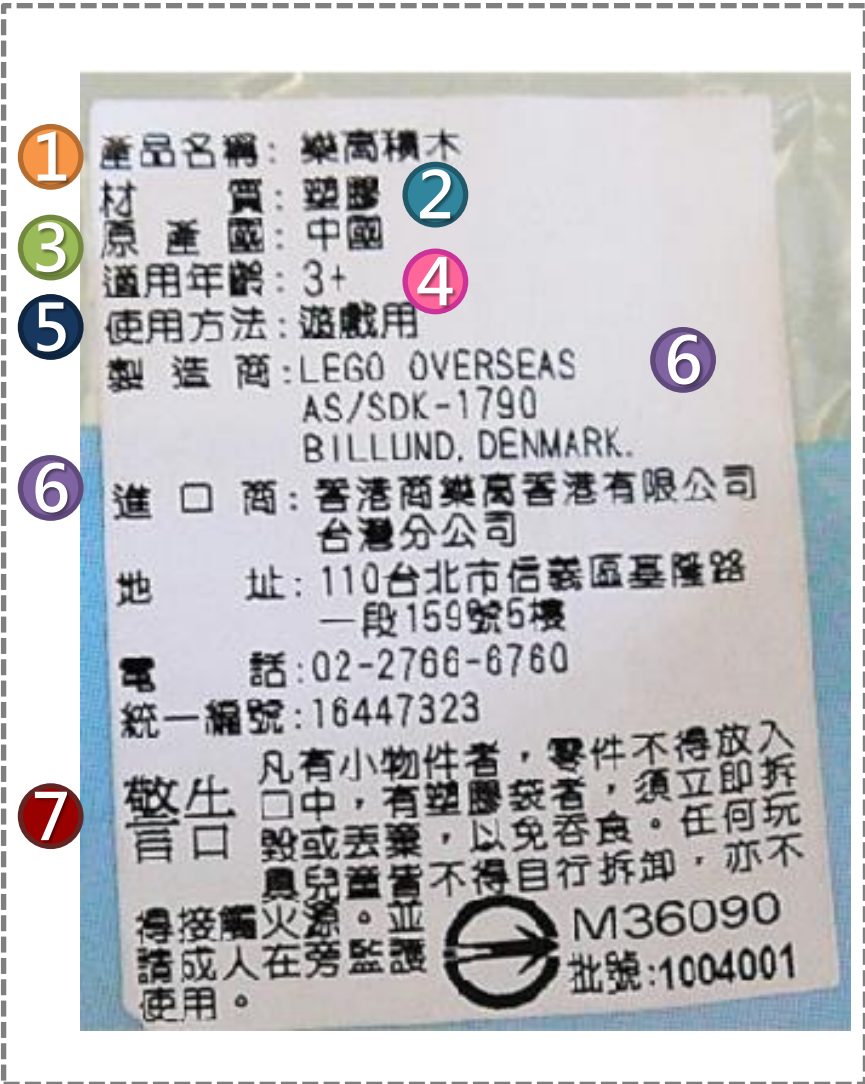 1 產品名稱: 樂高積木
材質: 塑膠 2
3 原產國: 中國
適用年齡: 3+ 4
5 使用方法: 遊戲用
製造商: LEGO OVERSEAS 6
AS/SDK-1790
BILLUND, DENMARK.
6 進口商: 香港商樂高香港有限公司
台灣分公司
地址: 110台北市信義區基隆路
一段159號5樓
電話: 02-2766-6760
統一編號: 16447323
7 警告 凡有小物件者,零件不得放入
口中,有塑膠袋者,須立即拆
毀或丟棄,以免吞食。任何玩
具兒童皆不得自行拆卸,亦不
得接觸火源。並
請成人在旁監護
使用。
M36090
批號:1004001